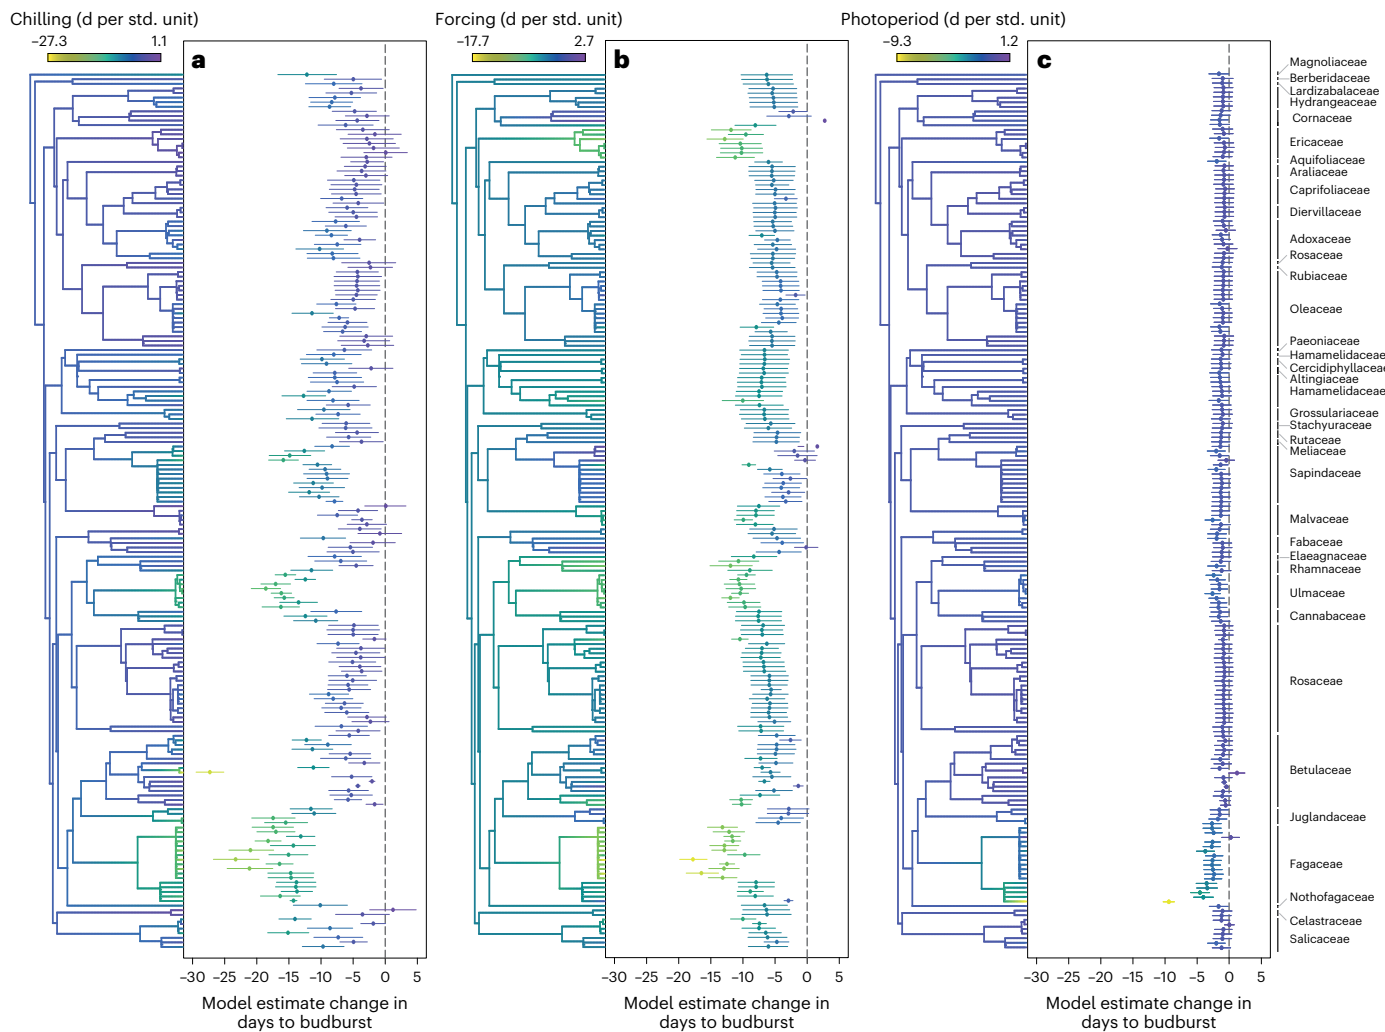 Chilling (d per std. unit)
−27.3 1.1
Forcing (d per std. unit)
−17.7 2.7
Photoperiod (d per std. unit)
−9.3 1.2
a
b
c
Magnoliaceae
Berberidaceae
Lardizabalaceae
Hydrangeaceae
Cornaceae
Ericaceae
Aquifoliaceae
Araliaceae
Caprifoliaceae
Diervillaceae
Adoxaceae
Rosaceae
Rubiaceae
Oleaceae
Paeoniaceae
Hamamelidaceae
Cercidiphyllaceae
Altingiaceae
Hamamelidaceae
Grossulariaceae
Stachyuraceae
Rutaceae
Meliaceae
Sapindaceae
Malvaceae
Fabaceae
Elaeagnaceae
Rhamnaceae
Ulmaceae
Cannabaceae
Rosaceae
Betulaceae
Juglandaceae
Fagaceae
Nothofagaceae
Celastraceae
Salicaceae
−30 −25 −20 −15 −10 −5 0 5
−30 −25 −20 −15 −10 −5 0 5
−30 −25 −20 −15 −10 −5 0 5
Model estimate change in
days to budburst
Model estimate change in
days to budburst
Model estimate change in
days to budburst